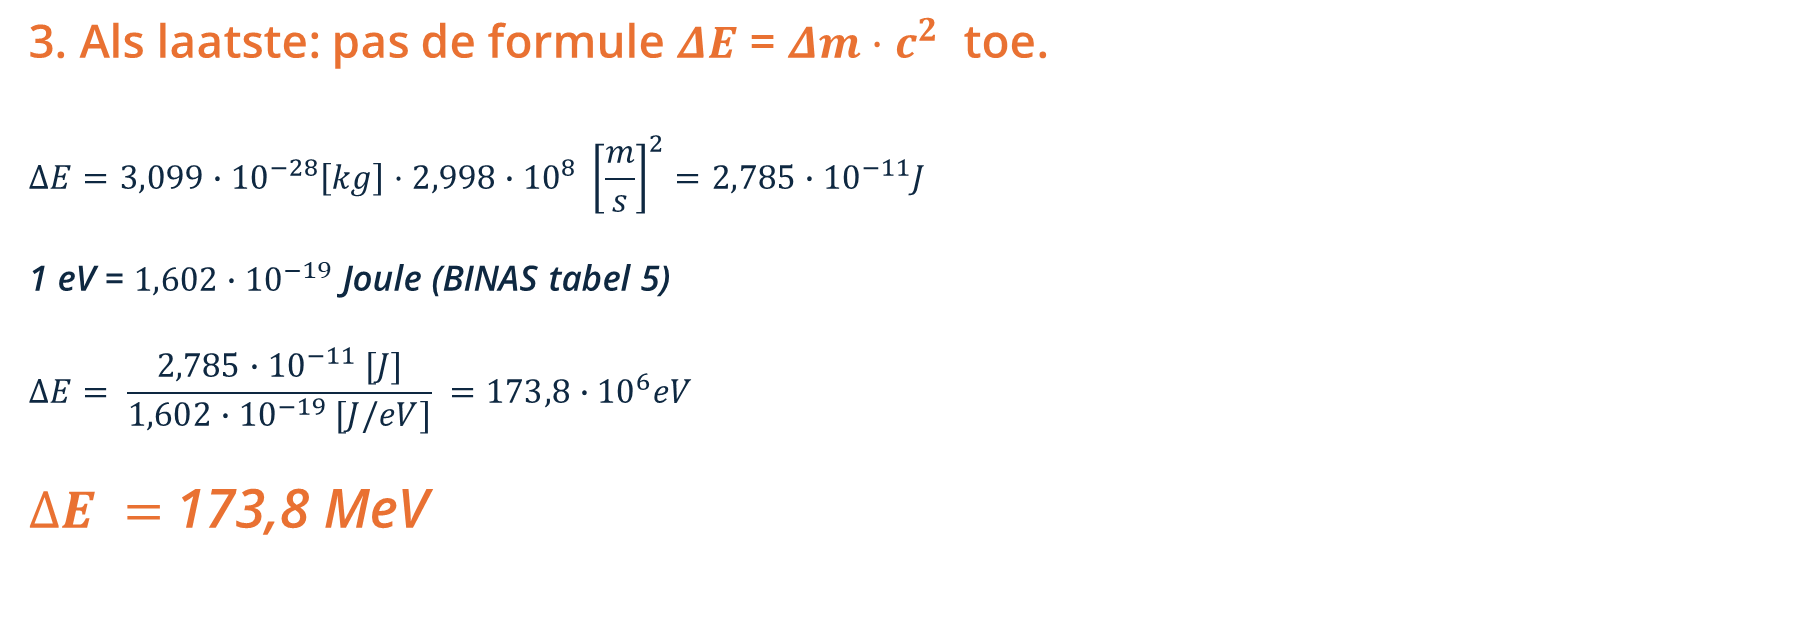 3. Als laatste: pas de formule ΔE = Δm · c² toe.
ΔE = 3,099 · 10⁻²⁸[kg] · 2,998 · 10⁸ [m/s]² = 2,785 · 10⁻¹¹J
1 eV = 1,602 · 10⁻¹⁹ Joule (BINAS tabel 5)
ΔE = 2,785 · 10⁻¹¹ [J] / 1,602 · 10⁻¹⁹ [J/eV] = 173,8 · 10⁶eV
ΔE = 173,8 MeV